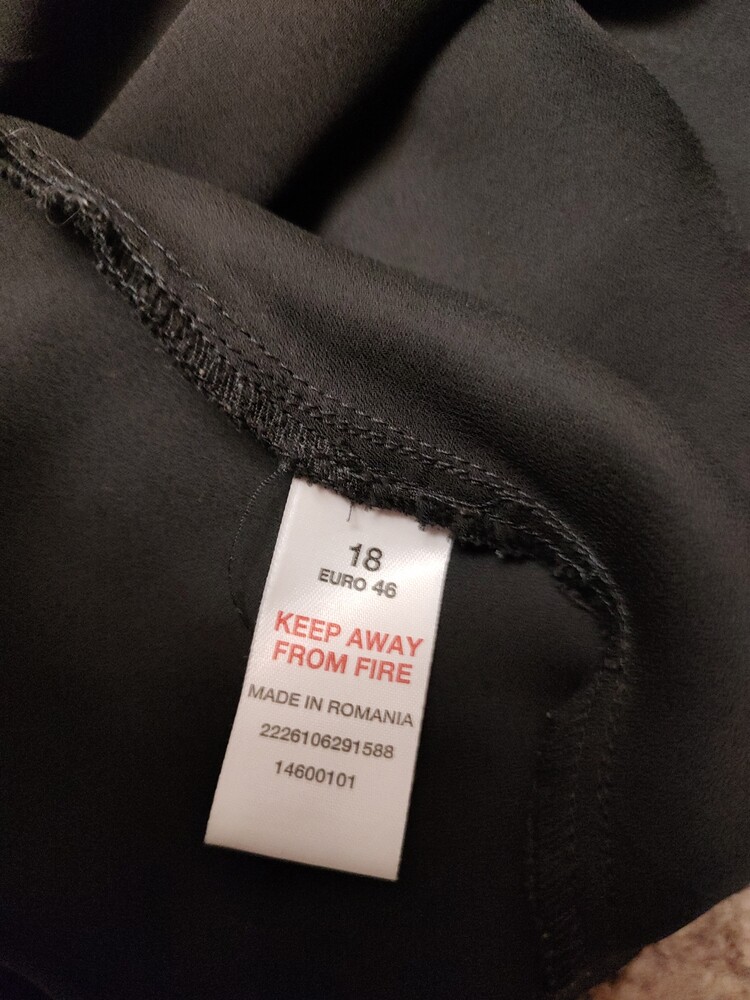 18
EURO 46
KEEP AWAY
FROM FIRE
MADE IN ROMANIA
2226106291588
14600101